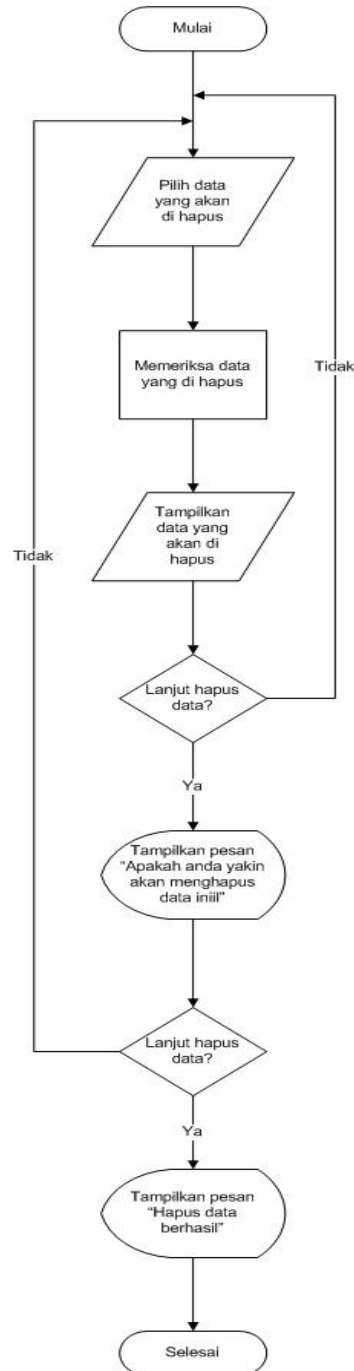 Mulai
Pilih data
yang akan
di hapus
Memeriksa data
yang di hapus
Tidak
Tampilkan
data yang
akan di
hapus
Tidak
Lanjut hapus
data?
Ya
Tampilkan pesan
“Apakah anda yakin
akan menghapus
data iniil”
Lanjut hapus
data?
Ya
Tampilkan pesan
“Hapus data
berhasil”
Selesai